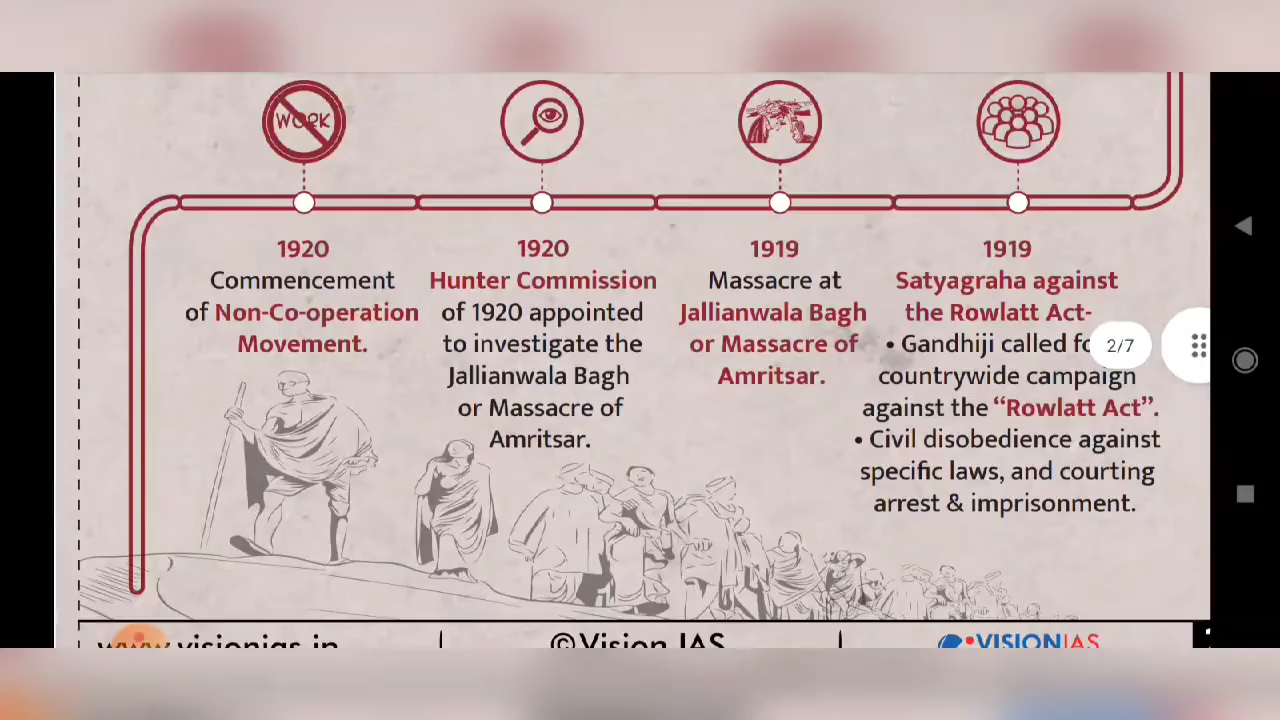 WORK
1920
Commencement
of Non-Co-operation
Movement.
1920
Hunter Commission
of 1920 appointed
to investigate the
Jallianwala Bagh
or Massacre of
Amritsar.
1919
Massacre at
Jallianwala Bagh
or Massacre of
Amritsar.
1919
Satyagraha against
the Rowlatt Act-
• Gandhiji called
countrywide campaign
against the “Rowlatt Act”.
• Civil disobedience against
specific laws, and courting
arrest & imprisonment.
2/7
www.visionias.in
©Vision IAS
VISIONIAS